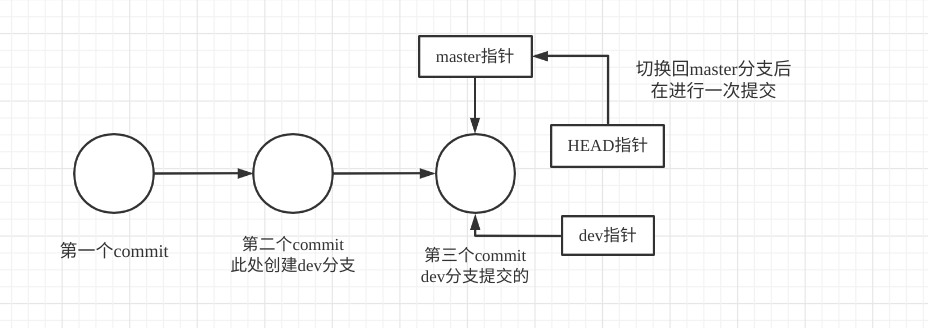 master指针
切换回master分支后
在进行一次提交
HEAD指针
dev指针
第一个commit
第二个commit
此处创建dev分支
第三个commit
dev分支提交的